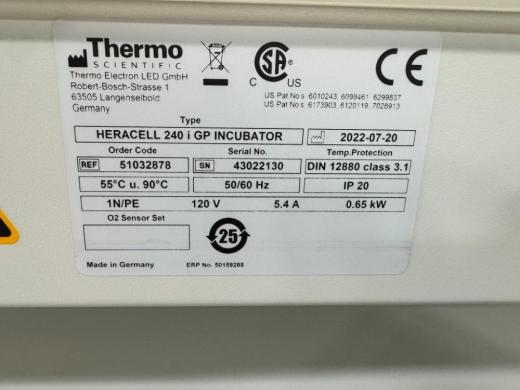 Thermo
SCIENTIFIC
Thermo Electron LED GmbH
Robert-Bosch-Strasse 1
63505 Langenselbold
Germany
C US
US Pat No s 6010243, 6099461, 6299837
US Pat No s 6173903, 6120119, 7028913
Type
HERACELL 240 i GP INCUBATOR 2022-07-20
Order Code Serial No. Temp.Protection
REF 51032878 SN 43022130 DIN 12880 class 3.1
55°C u. 90°C 50/60 Hz IP 20
1N/PE 120 V 5.4 A 0.65 kW
O2 Sensor Set
25
Made in Germany ERP No. 50159288